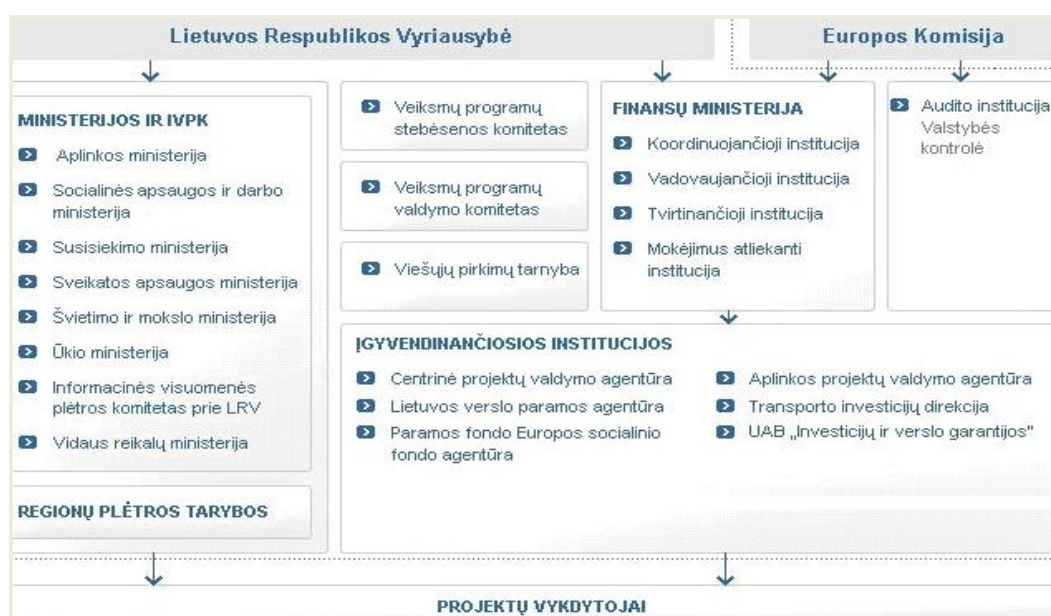 Lietuvos Respublikos Vyriausybė
Europos Komisija
MINISTERIJOS IR IVPK
Aplinkos ministerija
Socialinės apsaugos ir darbo
ministerija
Susisiekimo ministerija
Sveikatos apsaugos ministerija
Švietimo ir mokslo ministerija
Ūkio ministerija
Informacinės visuomenės
plėtros komitetas prie LRV
Vidaus reikalų ministerija
REGIONŲ PLĖTROS TARYBOS
Veiksmų programų
stebėsenos komitetas
Veiksmų programų
valdymo komitetas
Viešųjų pirkimų tarnyba
FINANSŲ MINISTERIJA
Koordinuojančioji institucija
Vadovaujančioji institucija
Tvirtinančioji institucija
Mokėjimus atliekanti
institucija
Audito institucija
Valstybės
kontrolė
ĮGYVENDINANČIOSIOS INSTITUCIJOS
Centrinė projektų valdymo agentūra
Lietuvos verslo paramos agentūra
Paramos fondo Europos socialinio
fondo agentūra
Aplinkos projektų valdymo agentūra
Transporto investicijų direkcija
UAB „Investicijų ir verslo garantijos"
PROJEKTŲ VYKDYTOJAI